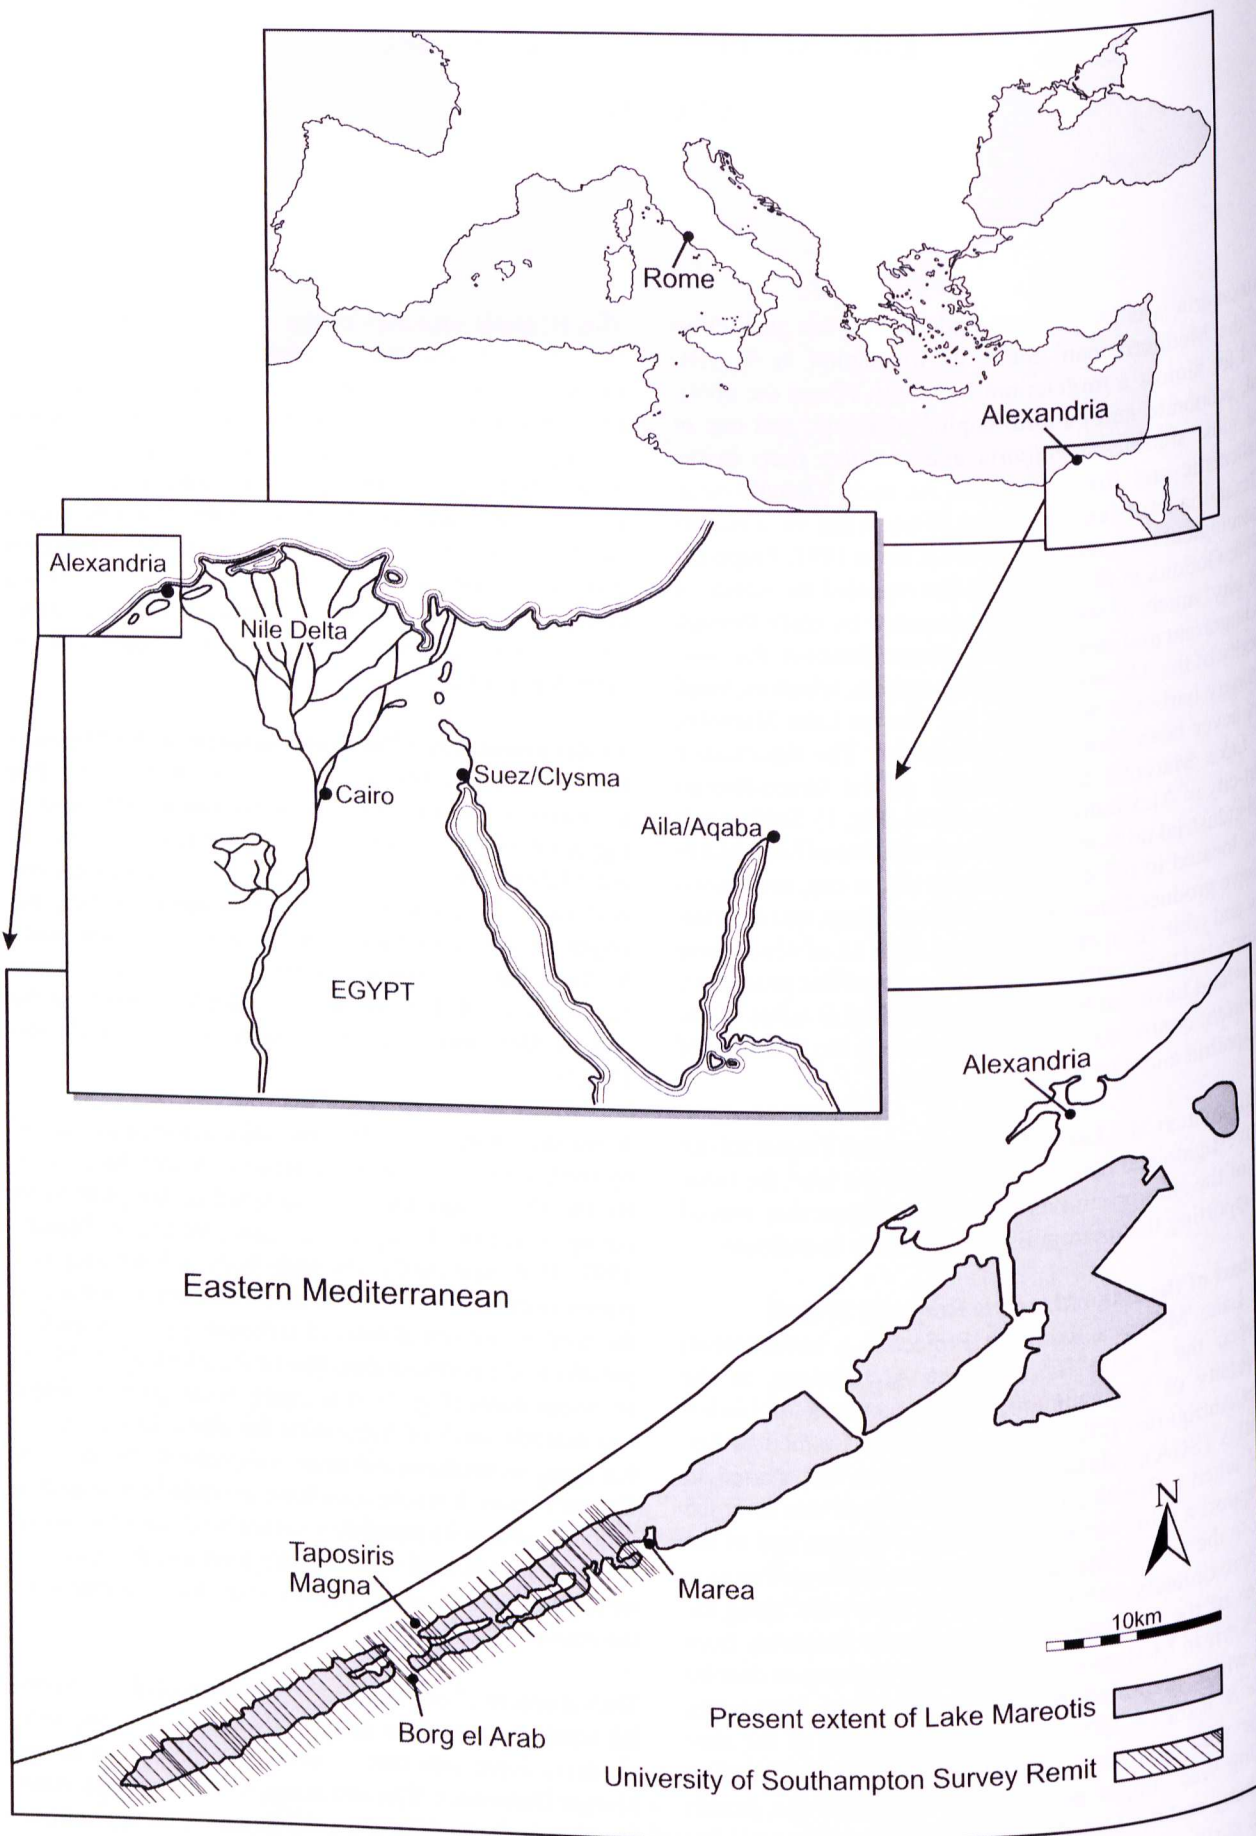 Rome
Alexandria
Alexandria
Nile Delta
Suez/Clysma
Cairo
Aila/Aqaba
EGYPT
Alexandria
Eastern Mediterranean
N
Taposiris
Magna
Marea
10km
Borg el Arab
Present extent of Lake Mareotis
University of Southampton Survey Remit